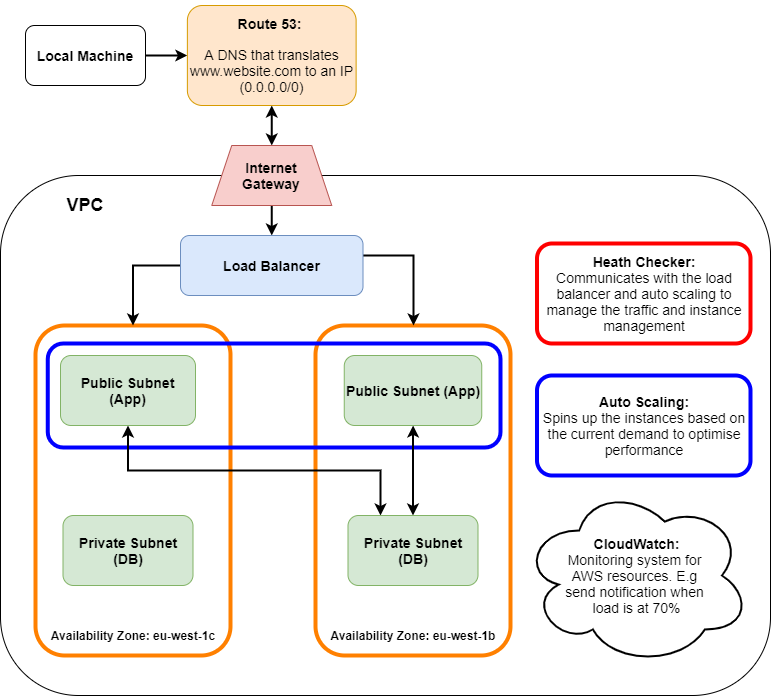 Route 53:
A DNS that translates
www.website.com to an IP
(0.0.0.0/0)
Local Machine
Internet
Gateway
VPC
Load Balancer
Heath Checker:
Communicates with the load
balancer and auto scaling to
manage the traffic and instance
management
Public Subnet
(App)
Public Subnet (App)
Auto Scaling:
Spins up the instances based on
the current demand to optimise
performance
Private Subnet
(DB)
Private Subnet
(DB)
CloudWatch:
Monitoring system for
AWS resources. E.g
send notification when
load is at 70%
Availability Zone: eu-west-1c
Availability Zone: eu-west-1b